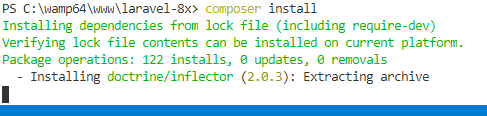 PS C:\wamp64\www\laravel-8x> composer install
Installing dependencies from lock file (including require-dev)
Verifying lock file contents can be installed on current platform.
Package operations: 122 installs, 0 updates, 0 removals
  - Installing doctrine/inflector (2.0.3): Extracting archive